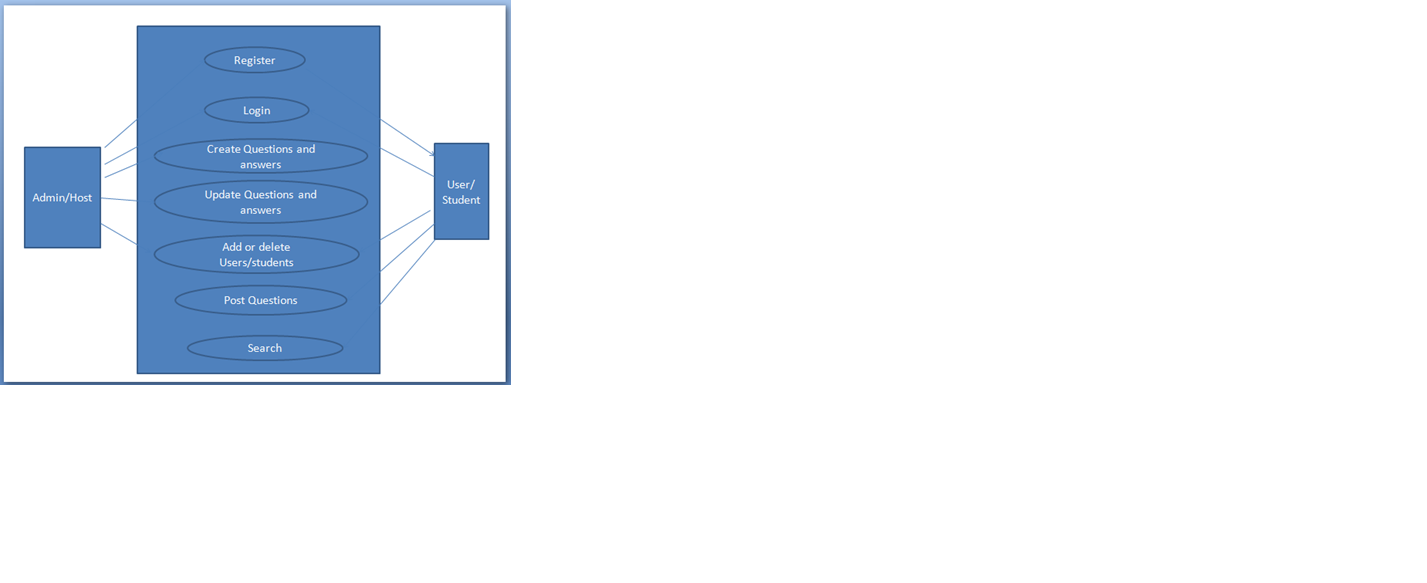 Register
Login
Create Questions and
answers
Update Questions and
answers
Add or delete
Users/students
Post Questions
Search
Admin/Host
User/
Student